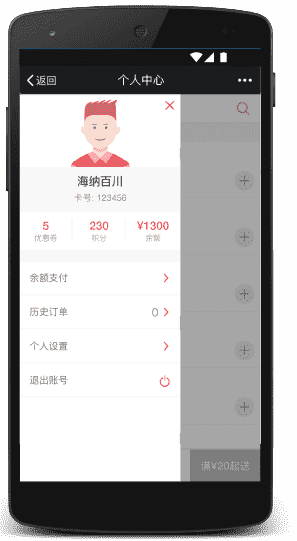 返回 个人中心
海纳百川
卡号: 123456
5 230 ¥1300
优惠券 积分 余额
余额支付
历史订单 0
个人设置
退出账号
满¥20起送